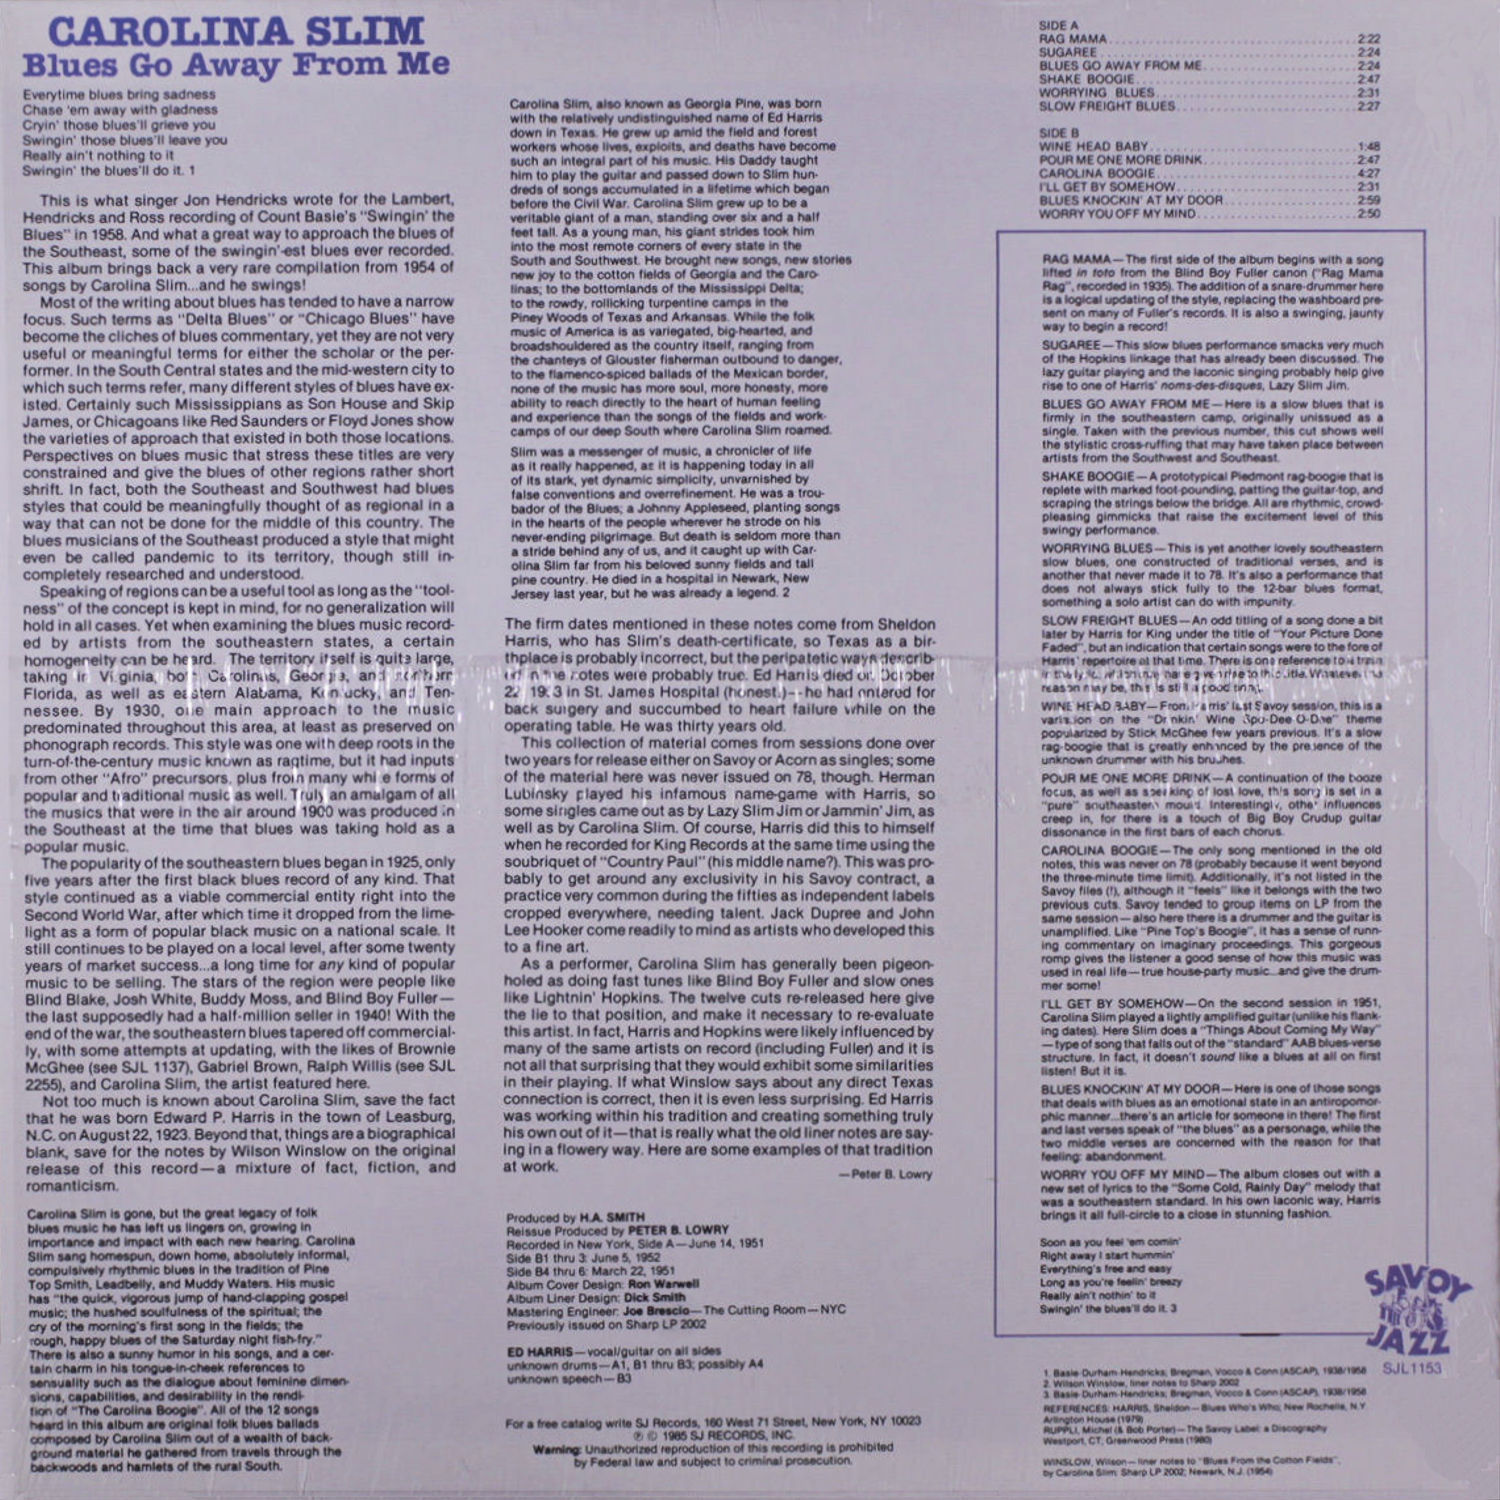 CAROLINA SLIM
Blues Go Away From Me
Everytime blues bring sadness
Chase 'em away with gladness
Cryin' those blues'll grieve you
Swingin' those blues'll leave you
Really ain't nothing to it
Swingin' the blues'll do it. 1
This is what singer Jon Hendricks wrote for the Lambert,
Hendricks and Ross recording of Count Basie's "Swingin' the
Blues" in 1958. And what a great way to approach the blues of
the Southeast, some of the swingin'-est blues ever recorded.
This album brings back a very rare compilation from 1954 of
songs by Carolina Slim...and he swings!
Most of the writing about blues has tended to have a narrow
focus. Such terms as "Delta Blues" or "Chicago Blues" have
become the cliches of blues commentary, yet they are not very
useful or meaningful terms for either the scholar or the per-
former. In the South Central states and the mid-western city to
which such terms refer, many different styles of blues have ex-
isted. Certainly such Mississippians as Son House and Skip
James, or Chicagoans like Red Saunders or Floyd Jones show
the varieties of approach that existed in both those locations.
Perspectives on blues music that stress these titles are very
constrained and give the blues of other regions rather short
shrift. In fact, both the Southeast and Southwest had blues
styles that could be meaningfully thought of as regional in a
way that can not be done for the middle of this country. The
blues musicians of the Southeast produced a style that might
even be called pandemic to its territory, though still in-
completely researched and understood.
Speaking of regions can be a useful tool as long as the "tool-
ness" of the concept is kept in mind, for no generalization will
hold in all cases. Yet when examining the blues music record-
ed by artists from the southeastern states, a certain
homogeneity can be heard. The territory itself is quite large,
taking in Virginia, both Carolinas, Georgia, and northern
Florida, as well as eastern Alabama, Kentucky, and Ten-
nessee. By 1930, one main approach to the music
predominated throughout this area, at least as preserved on
phonograph records. This style was one with deep roots in the
turn-of-the-century music known as ragtime, but it had inputs
from other "Afro" precursors, plus from many white forms of
popular and traditional music as well. Truly an amalgam of all
the musics that were in the air around 1900 was produced in
the Southeast at the time that blues was taking hold as a
popular music.
The popularity of the southeastern blues began in 1925, only
five years after the first black blues record of any kind. That
style continued as a viable commercial entity right into the
Second World War, after which time it dropped from the lime-
light as a form of popular black music on a national scale. It
still continues to be played on a local level, after some twenty
years of market success...a long time for any kind of popular
music to be selling. The stars of the region were people like
Blind Blake, Josh White, Buddy Moss, and Blind Boy Fuller—
the last supposedly had a half-million seller in 1940! With the
end of the war, the southeastern blues tapered off commercial-
ly, with some attempts at updating, with the likes of Brownie
McGhee (see SJL 1137), Gabriel Brown, Ralph Willis (see SJL
2255), and Carolina Slim, the artist featured here.
Not too much is known about Carolina Slim, save the fact
that he was born Edward P. Harris in the town of Leasburg,
N.C. on August 22, 1923. Beyond that, things are a biographical
blank, save for the notes by Wilson Winslow on the original
release of this record—a mixture of fact, fiction, and
romanticism.
Carolina Slim is gone, but the great legacy of folk
blues music he has left us lingers on, growing in
importance and impact with each new hearing. Carolina
Slim sang homespun, down home, absolutely informal,
compulsively rhythmic blues in the tradition of Pine
Top Smith, Leadbelly, and Muddy Waters. His music
has "the quick, vigorous jump of hand-clapping gospel
music; the hushed soulfulness of the spiritual; the
cry of the morning's first song in the fields; the
rough, happy blues of the Saturday night fish-fry."
There is also a sunny humor in his songs, and a cer-
tain charm in his tongue-in-cheek references to
sensuality such as the dialogue about feminine dimen-
sions, capabilities, and desirability in the rendi-
tion of "The Carolina Boogie". All of the 12 songs
heard in this album are original folk blues ballads
composed by Carolina Slim out of a wealth of back-
ground material he gathered from travels through the
backwoods and hamlets of the rural South.
Carolina Slim, also known as Georgia Pine, was born
with the relatively undistinguished name of Ed Harris
down in Texas. He grew up amid the field and forest
workers whose lives, exploits, and deaths have become
such an integral part of his music. His Daddy taught
him to play the guitar and passed down to Slim hun-
dreds of songs accumulated in a lifetime which began
before the Civil War. Carolina Slim grew up to be a
veritable giant of a man, standing over six and a half
feet tall. As a young man, his giant strides took him
into the most remote corners of every state in the
South and Southwest. He brought new songs, new stories
new joy to the cotton fields of Georgia and the Caro-
linas; to the bottomlands of the Mississippi Delta;
to the rowdy, rollicking turpentine camps in the
Piney Woods of Texas and Arkansas. While the folk
music of America is as variegated, big-hearted, and
broadshouldered as the country itself, ranging from
the chanteys of Glouster fisherman outbound to danger,
to the flamenco-spiced ballads of the Mexican border,
none of the music has more soul, more honesty, more
ability to reach directly to the heart of human feeling
and experience than the songs of the fields and work-
camps of our deep South where Carolina Slim roamed.
Slim was a messenger of music, a chronicler of life
as it really happened, as it is happening today in all
of its stark, yet dynamic simplicity, unvarnished by
false conventions and overrefinement. He was a trou-
bador of the Blues; a Johnny Appleseed, planting songs
in the hearts of the people wherever he strode on his
never-ending pilgrimage. But death is seldom more than
a stride behind any of us, and it caught up with Car-
olina Slim far from his beloved sunny fields and tall
pine country. He died in a hospital in Newark, New
Jersey last year, but he was already a legend. 2
The firm dates mentioned in these notes come from Sheldon
Harris, who has Slim's death-certificate, so Texas as a bir-
thplace is probably incorrect, but the peripatetic ways describ-
ed in the notes were probably true. Ed Harris died on October
22, 1953 in St. James Hospital (honest.)—he had entered for
back surgery and succumbed to heart failure while on the
operating table. He was thirty years old.
This collection of material comes from sessions done over
two years for release either on Savoy or Acorn as singles; some
of the material here was never issued on 78, though. Herman
Lubinsky played his infamous name-game with Harris, so
some singles came out as by Lazy Slim Jim or Jammin' Jim, as
well as by Carolina Slim. Of course, Harris did this to himself
when he recorded for King Records at the same time using the
soubriquet of "Country Paul" (his middle name?). This was pro-
bably to get around any exclusivity in his Savoy contract, a
practice very common during the fifties as independent labels
cropped everywhere, needing talent. Jack Dupree and John
Lee Hooker come readily to mind as artists who developed this
to a fine art.
As a performer, Carolina Slim has generally been pigeon-
holed as doing fast tunes like Blind Boy Fuller and slow ones
like Lightnin' Hopkins. The twelve cuts re-released here give
the lie to that position, and make it necessary to re-evaluate
this artist. In fact, Harris and Hopkins were likely influenced by
many of the same artists on record (including Fuller) and it is
not all that surprising that they would exhibit some similarities
in their playing. If what Winslow says about any direct Texas
connection is correct, then it is even less surprising. Ed Harris
was working within his tradition and creating something truly
his own out of it—that is really what the old liner notes are say-
ing in a flowery way. Here are some examples of that tradition
at work.
—Peter B. Lowry
Produced by H.A. SMITH
Reissue Produced by PETER B. LOWRY
Recorded in New York, Side A—June 14, 1951
Side B1 thru 3: June 5, 1952
Side B4 thru 6: March 22, 1951
Album Cover Design: Ron Warwell
Album Liner Design: Dick Smith
Mastering Engineer: Joe Brescio—The Cutting Room—NYC
Previously issued on Sharp LP 2002
ED HARRIS—vocal/guitar on all sides
unknown drums—A1, B1 thru B3; possibly A4
unknown speech—B3
For a free catalog write SJ Records, 160 West 71 Street, New York, NY 10023
℗ © 1985 SJ RECORDS, INC.
Warning: Unauthorized reproduction of this recording is prohibited
by Federal law and subject to criminal prosecution.
SIDE A
RAG MAMA 2:22
SUGAREE 2:24
BLUES GO AWAY FROM ME 2:24
SHAKE BOOGIE 2:47
WORRYING BLUES 2:31
SLOW FREIGHT BLUES 2:27
SIDE B
WINE HEAD BABY 1:48
POUR ME ONE MORE DRINK 2:47
CAROLINA BOOGIE 4:27
I'LL GET BY SOMEHOW 2:31
BLUES KNOCKIN' AT MY DOOR 2:59
WORRY YOU OFF MY MIND 2:50
RAG MAMA—The first side of the album begins with a song
lifted in toto from the Blind Boy Fuller canon ("Rag Mama
Rag", recorded in 1935). The addition of a snare-drummer here
is a logical updating of the style, replacing the washboard pre-
sent on many of Fuller's records. It is also a swinging, jaunty
way to begin a record!
SUGAREE—This slow blues performance smacks very much
of the Hopkins linkage that has already been discussed. The
lazy guitar playing and the laconic singing probably help give
rise to one of Harris' noms-des-disques, Lazy Slim Jim.
BLUES GO AWAY FROM ME—Here is a slow blues that is
firmly in the southeastern camp, originally unissued as a
single. Taken with the previous number, this cut shows well
the stylistic cross-ruffing that may have taken place between
artists from the Southwest and Southeast.
SHAKE BOOGIE—A prototypical Piedmont rag-boogie that is
replete with marked foot-pounding, patting the guitar-top, and
scraping the strings below the bridge. All are rhythmic, crowd-
pleasing gimmicks that raise the excitement level of this
swingy performance.
WORRYING BLUES—This is yet another lovely southeastern
slow blues, one constructed of traditional verses, and is
another that never made it to 78. It's also a performance that
does not always stick fully to the 12-bar blues format,
something a solo artist can do with impunity.
SLOW FREIGHT BLUES—An odd titling of a song done a bit
later by Harris for King under the title of "Your Picture Done
Faded", but an indication that certain songs were to the fore of
Harris' repertoire at that time. There is one reference to a train
in the lyric, which may have given rise to this title. Whatever the
reason may be, this is still a good thing.
WINE HEAD BABY—From Harris' last Savoy session, this is a
variation on the "Drinkin' Wine Spo-Dee O-Dee" theme
popularized by Stick McGhee few years previous. It's a slow
rag-boogie that is greatly enhanced by the presence of the
unknown drummer with his brushes.
POUR ME ONE MORE DRINK—A continuation of the booze
focus, as well as speaking of lost love, this song is set in a
"pure" southeastern mould. Interestingly, other influences
creep in, for there is a touch of Big Boy Crudup guitar
dissonance in the first bars of each chorus.
CAROLINA BOOGIE—The only song mentioned in the old
notes, this was never on 78 (probably because it went beyond
the three-minute time limit). Additionally, it's not listed in the
Savoy files (!), although it "feels" like it belongs with the two
previous cuts. Savoy tended to group items on LP from the
same session—also here there is a drummer and the guitar is
unamplified. Like "Pine Top's Boogie", it has a sense of runn-
ing commentary on imaginary proceedings. This gorgeous
romp gives the listener a good sense of how this music was
used in real life—true house-party music...and give the drum-
mer some!
I'LL GET BY SOMEHOW—On the second session in 1951,
Carolina Slim played a lightly amplified guitar (unlike his flank-
ing dates). Here Slim does a "Things About Coming My Way"
—type of song that falls out of the "standard" AAB blues-verse
structure. In fact, it doesn't sound like a blues at all on first
listen! But it is.
BLUES KNOCKIN' AT MY DOOR—Here is one of those songs
that deals with blues as an emotional state in an antiropomor-
phic manner...there's an article for someone in there! The first
and last verses speak of "the blues" as a personage, while the
two middle verses are concerned with the reason for that
feeling: abandonment.
WORRY YOU OFF MY MIND—The album closes out with a
new set of lyrics to the "Some Cold, Rainly Day" melody that
was a southeastern standard. In his own laconic way, Harris
brings it all full-circle to a close in stunning fashion.
Soon as you feel 'em comin'
Right away I start hummin'
Everything's free and easy
Long as you're feelin' breezy
Really ain't nothin' to it
Swingin' the blues'll do it. 3
SAVOY
JAZZ
SJL1153
1. Basie-Durham-Hendricks; Bregman, Vocco & Conn (ASCAP), 1938/1958
2. Wilson Winslow, liner notes to Sharp 2002
3. Basie-Durham-Hendricks; Bregman, Vocco & Conn (ASCAP), 1938/1958
REFERENCES: HARRIS, Sheldon—Blues Who's Who; New Rochelle, N.Y.
Arlington House (1979)
RUPPLI, Michel (& Bob Porter)—The Savoy Label: a Discography
Westport, CT; Greenwood Press (1980)
WINSLOW, Wilson—liner notes to "Blues From the Cotton Fields",
by Carolina Slim; Sharp LP 2002; Newark, N.J. (1954)